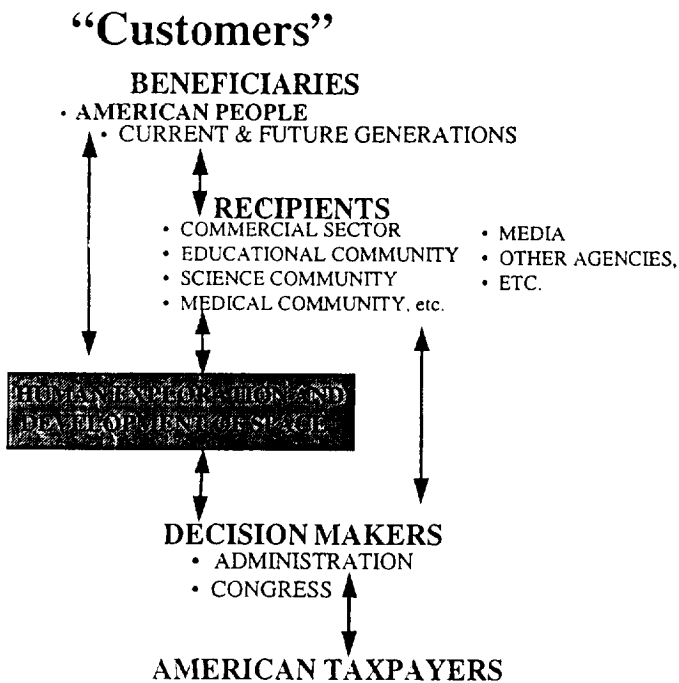 “Customers”
BENEFICIARIES
• AMERICAN PEOPLE
• CURRENT & FUTURE GENERATIONS
RECIPIENTS
• COMMERCIAL SECTOR
• EDUCATIONAL COMMUNITY
• SCIENCE COMMUNITY
• MEDICAL COMMUNITY, etc.
• MEDIA
• OTHER AGENCIES,
• ETC.
HUMAN EXPLORATION AND
DEVELOPMENT OF SPACE
DECISION MAKERS
• ADMINISTRATION
• CONGRESS
AMERICAN TAXPAYERS